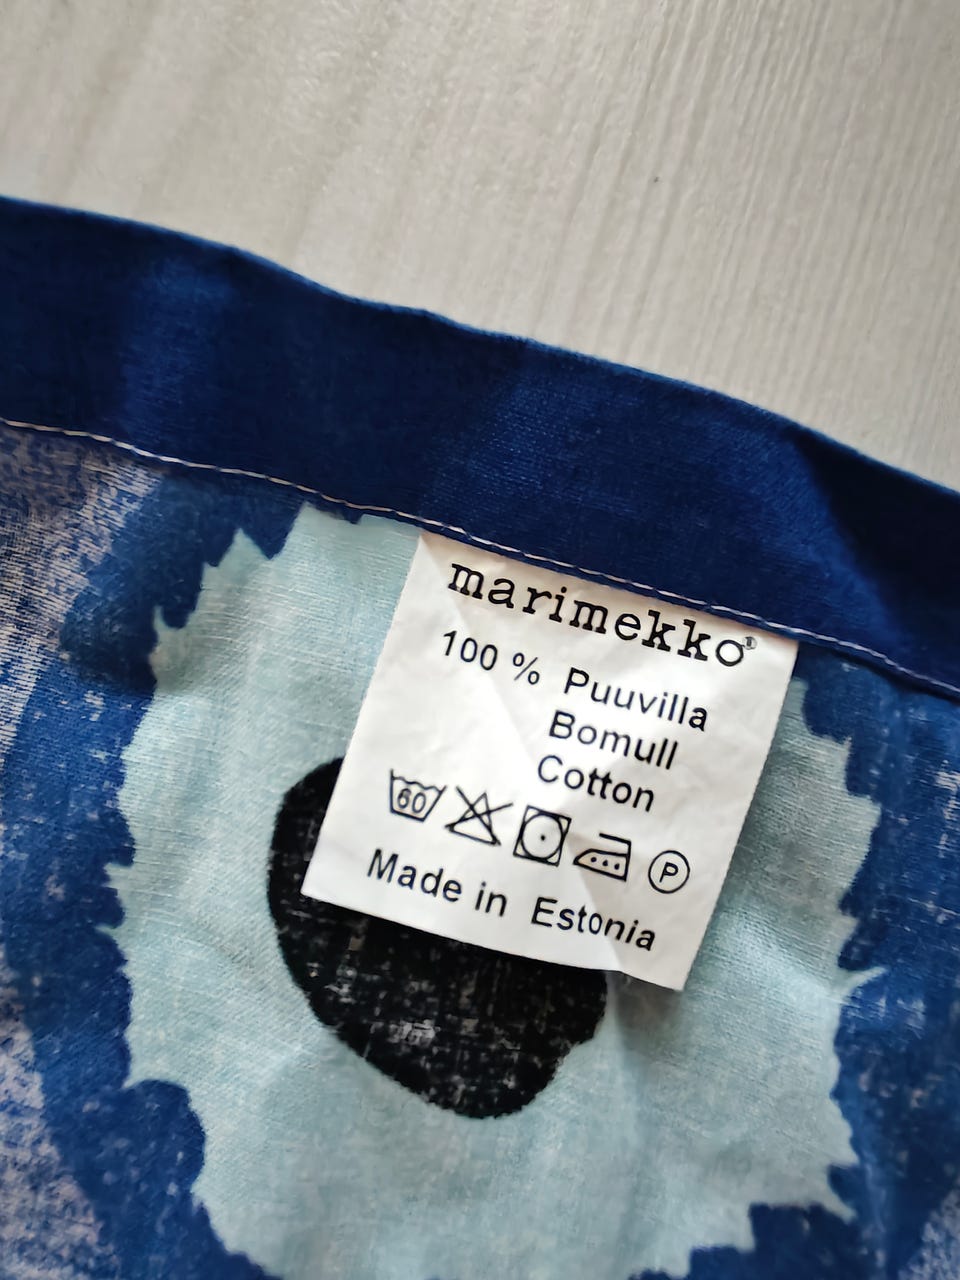 marimekko®
100 % Puuvilla
Bomull
Cotton
60 P
Made in Estonia